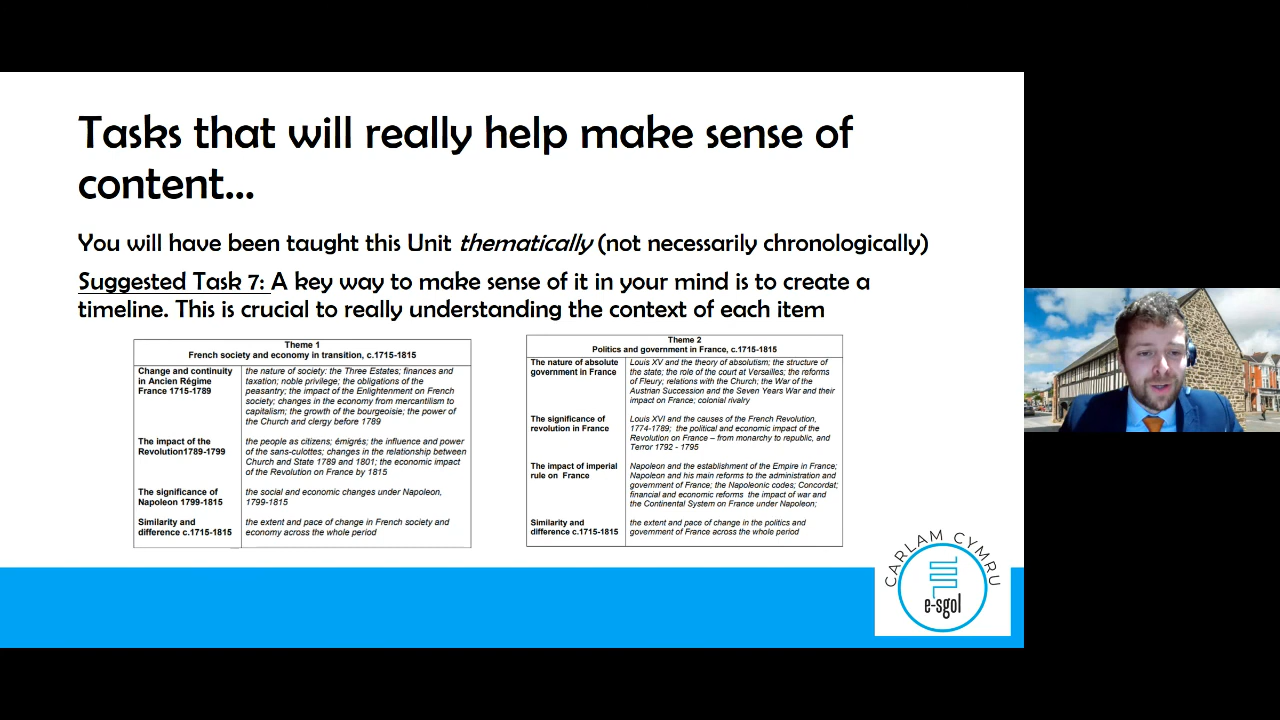 Tasks that will really help make sense of
content...
You will have been taught this Unit thematically (not necessarily chronologically)
Suggested Task 7: A key way to make sense of it in your mind is to create a
timeline. This is crucial to really understanding the context of each item
Theme 1
French society and economy in transition, c.1715-1815
Change and continuity
in Ancien Régime
France 1715-1789
the nature of society: the Three Estates; finances and
taxation; noble privilege; the obligations of the
peasantry; the impact of the Enlightenment on French
society; changes in the economy from mercantilism to
capitalism; the growth of the bourgeoisie; the power of
the Church and clergy before 1789
The impact of the
Revolution1789-1799
the people as citizens; émigrés; the influence and power
of the sans-culottes; changes in the relationship between
Church and State 1789 and 1801; the economic impact
of the Revolution on France by 1815
The significance of
Napoleon 1799-1815
the social and economic changes under Napoleon,
1799-1815
Similarity and
difference c.1715-1815
the extent and pace of change in French society and
economy across the whole period
Theme 2
Politics and government in France, c.1715-1815
The nature of absolute
government in France
Louis XV and the theory of absolutism; the structure of
the state; the role of the court at Versailles; the reforms
of Fleury; relations with the Church; the War of the
Austrian Succession and the Seven Years War and their
impact on France; colonial rivalry
The significance of
revolution in France
Louis XVI and the causes of the French Revolution,
1774-1789; the political and economic impact of the
Revolution on France – from monarchy to republic, and
Terror 1792 - 1795
The impact of imperial
rule on France
Napoleon and the establishment of the Empire in France;
Napoleon and his main reforms to the administration and
government of France; the Napoleonic codes; Concordat;
financial and economic reforms the impact of war and
the Continental System on France under Napoleon;
Similarity and
difference c.1715-1815
the extent and pace of change in the politics and
government of France across the whole period
CARLAM CYMRU
e-sgol